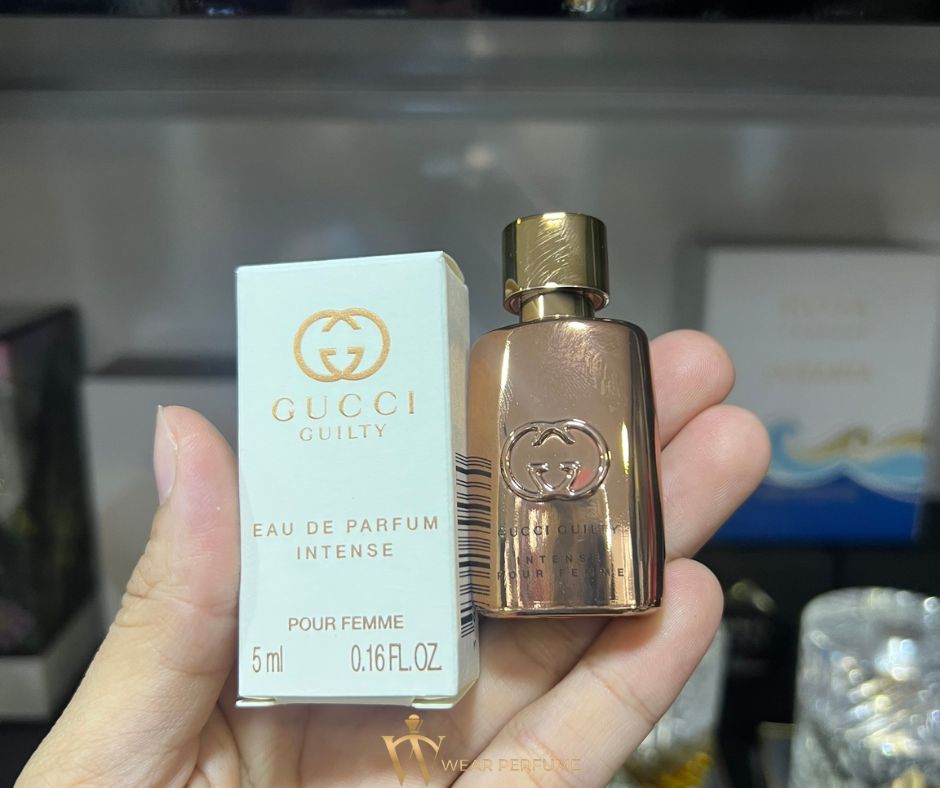 GUCCI
GUILTY
EAU DE PARFUM
INTENSE
POUR FEMME
5 ml 0.16 FL.OZ
GUCCI GUILTY
INTENSE
POUR FEMME
WEAR PERFUME